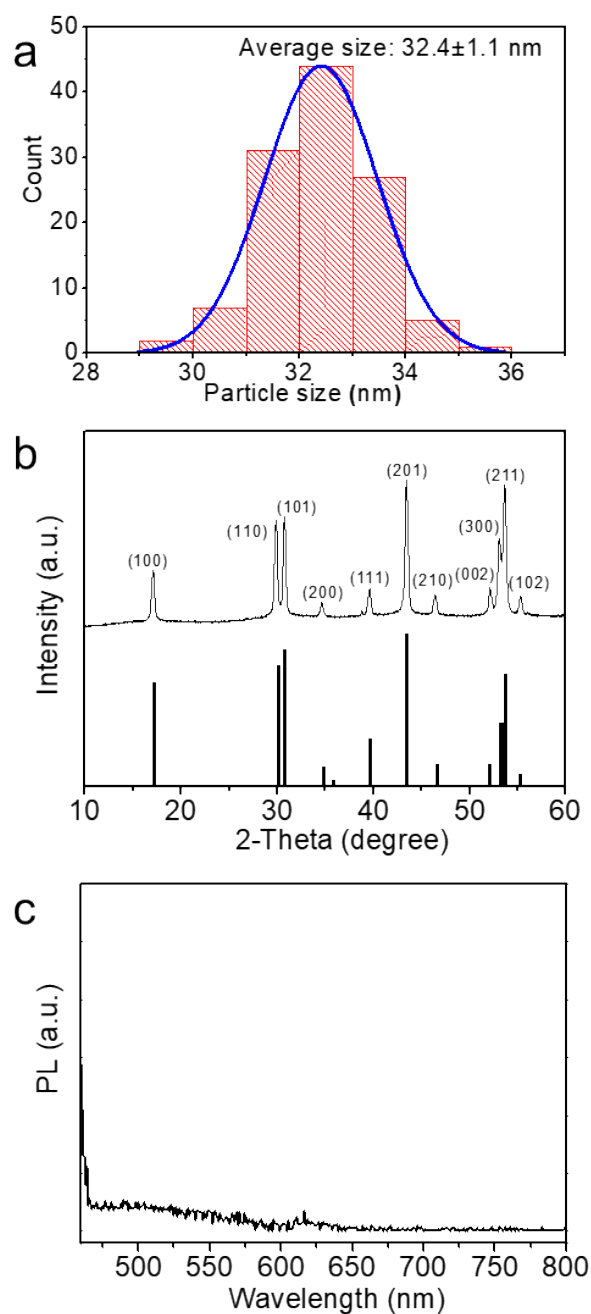 a
Average size: 32.4±1.1 nm
50
40
30
20
10
0
Count
28 30 32 34 36
Particle size (nm)
b
(100)
(110)
(101)
(200)
(111)
(201)
(210)
(002)
(300)
(211)
(102)
Intensity (a.u.)
10 20 30 40 50 60
2-Theta (degree)
c
PL (a.u.)
500 550 600 650 700 750 800
Wavelength (nm)